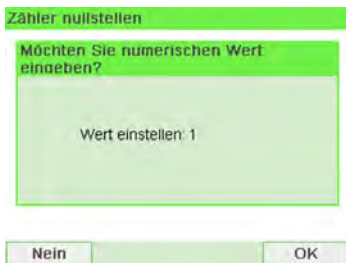 Zähler nullstellen
Möchten Sie numerischen Wert
eingeben?
Wert einstellen: 1
Nein
OK